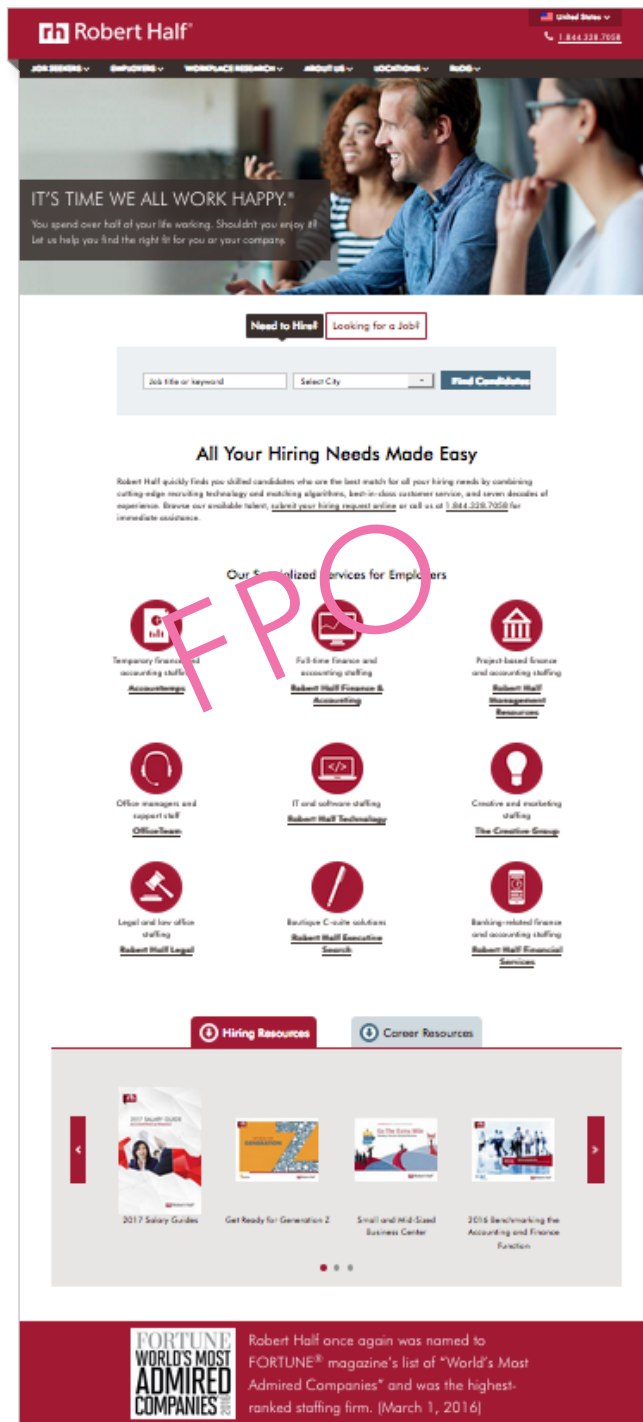 United States
rh Robert Half®
1.844.328.7058
JOB SEEKERS EMPLOYERS WORKPLACE RESEARCH ABOUT US LOCATIONS BLOG
IT'S TIME WE ALL WORK HAPPY.®
You spend over half of your life working. Shouldn't you enjoy it?
Let us help you find the right fit for you or your company.
Need to Hire? Looking for a Job?
Job title or keyword Select City Find Candidates
All Your Hiring Needs Made Easy
Robert Half quickly finds you skilled candidates who are the best match for all your hiring needs by combining
cutting-edge recruiting technology and matching algorithms, best-in-class customer service, and seven decades of
experience. Browse our available talent, submit your hiring request online or call us at 1.844.328.7058 for
immediate assistance.
FPO
Our Specialized Services for Employers
Temporary finance and
accounting staffing
Accountemps
Full-time finance and
accounting staffing
Robert Half Finance &
Accounting
Project-based finance
and accounting staffing
Robert Half
Management
Resources
Office managers and
support staff
OfficeTeam
IT and software staffing
Robert Half Technology
Creative and marketing
staffing
The Creative Group
Legal and law office
staffing
Robert Half Legal
Boutique C-suite solutions
Robert Half Executive
Search
Banking-related finance
and accounting staffing
Robert Half Financial
Services
Hiring Resources Career Resources
rh
2017 SALARY GUIDE
Robert Half
GENERATION Z
Go The Extra Mile
2017 Salary Guides
Get Ready for Generation Z
Small and Mid-Sized
Business Center
2016 Benchmarking the
Accounting and Finance
Function
FORTUNE
WORLD'S MOST
ADMIRED
COMPANIES 2016
Robert Half once again was named to
FORTUNE® magazine's list of "World's Most
Admired Companies" and was the highest-
ranked staffing firm. (March 1, 2016)